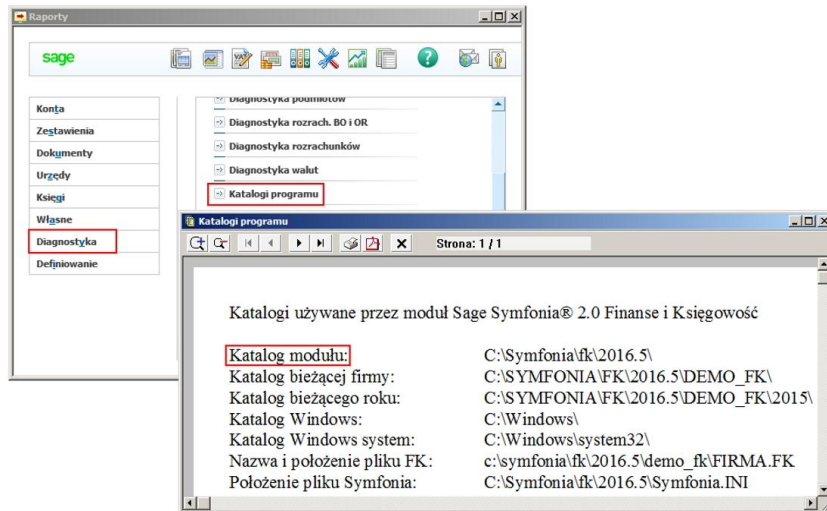 Raporty
sage
VAT
?
Konta
Zestawienia
Dokumenty
Urzędy
Księgi
Własne
Diagnostyka
Definiowanie
Diagnostyka podmiotów
Diagnostyka rozrach. BO i OR
Diagnostyka rozrachunków
Diagnostyka walut
Katalogi programu
Katalogi programu
Strona: 1 / 1
Katalogi używane przez moduł Sage Symfonia® 2.0 Finanse i Księgowość
Katalog modułu: C:\Symfonia\fk\2016.5\
Katalog bieżącej firmy: C:\SYMFONIA\FK\2016.5\DEMO_FK\
Katalog bieżącego roku: C:\SYMFONIA\FK\2016.5\DEMO_FK\2015\
Katalog Windows: C:\Windows\
Katalog Windows system: C:\Windows\system32\
Nazwa i położenie pliku FK: c:\symfonia\fk\2016.5\demo_fk\FIRMA.FK
Położenie pliku Symfonia: C:\Symfonia\fk\2016.5\Symfonia.INI